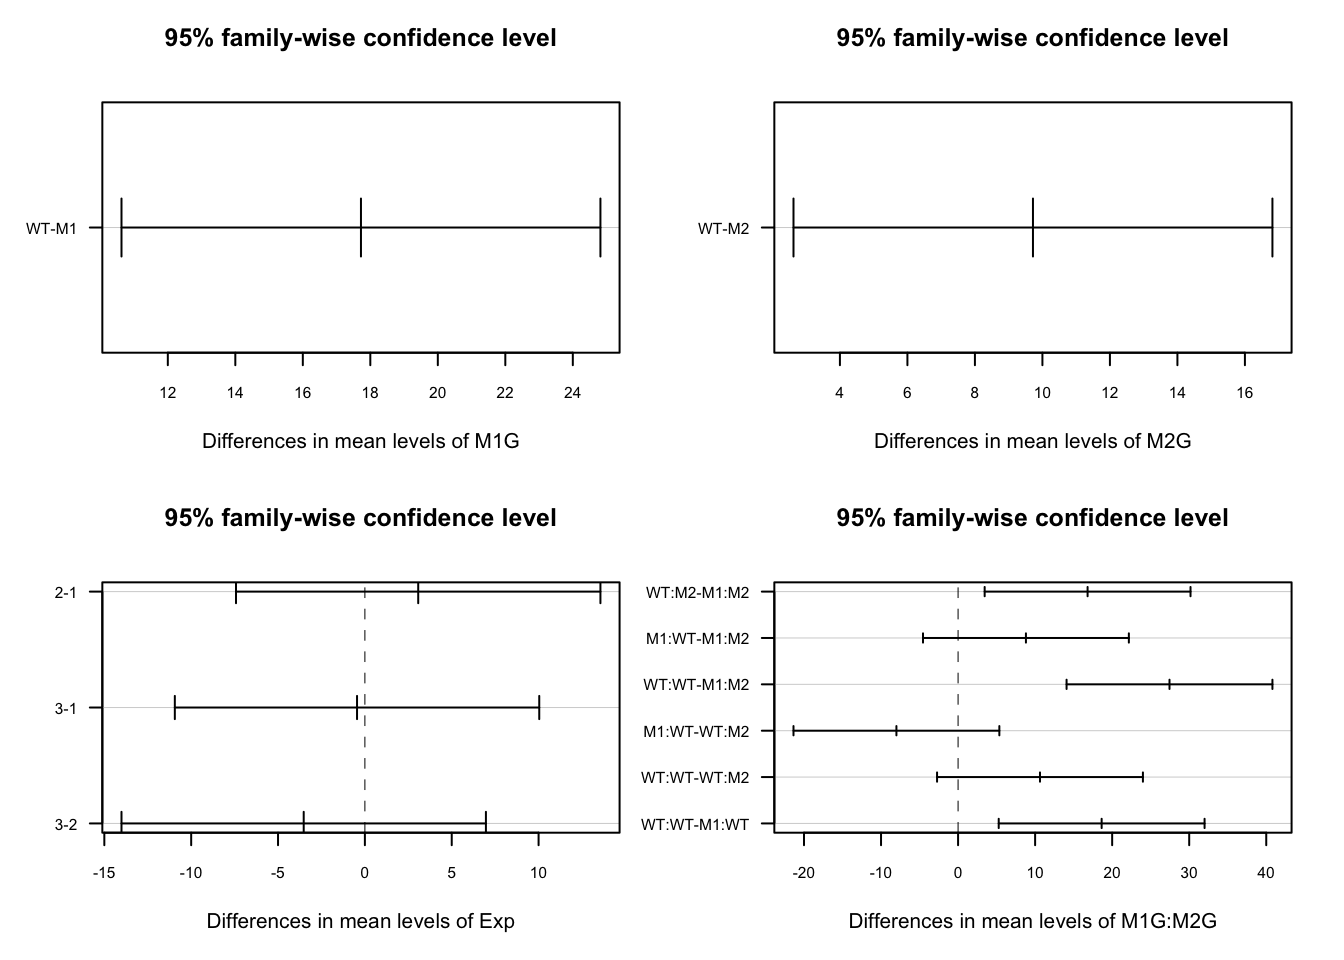 95% family-wise confidence level
WT-M1
12 14 16 18 20 22 24
Differences in mean levels of M1G
95% family-wise confidence level
WT-M2
4 6 8 10 12 14 16
Differences in mean levels of M2G
95% family-wise confidence level
2-1
3-1
3-2
-15 -10 -5 0 5 10
Differences in mean levels of Exp
95% family-wise confidence level
WT:M2-M1:M2
M1:WT-M1:M2
WT:WT-M1:M2
M1:WT-WT:M2
WT:WT-WT:M2
WT:WT-M1:WT
-20 -10 0 10 20 30 40
Differences in mean levels of M1G:M2G